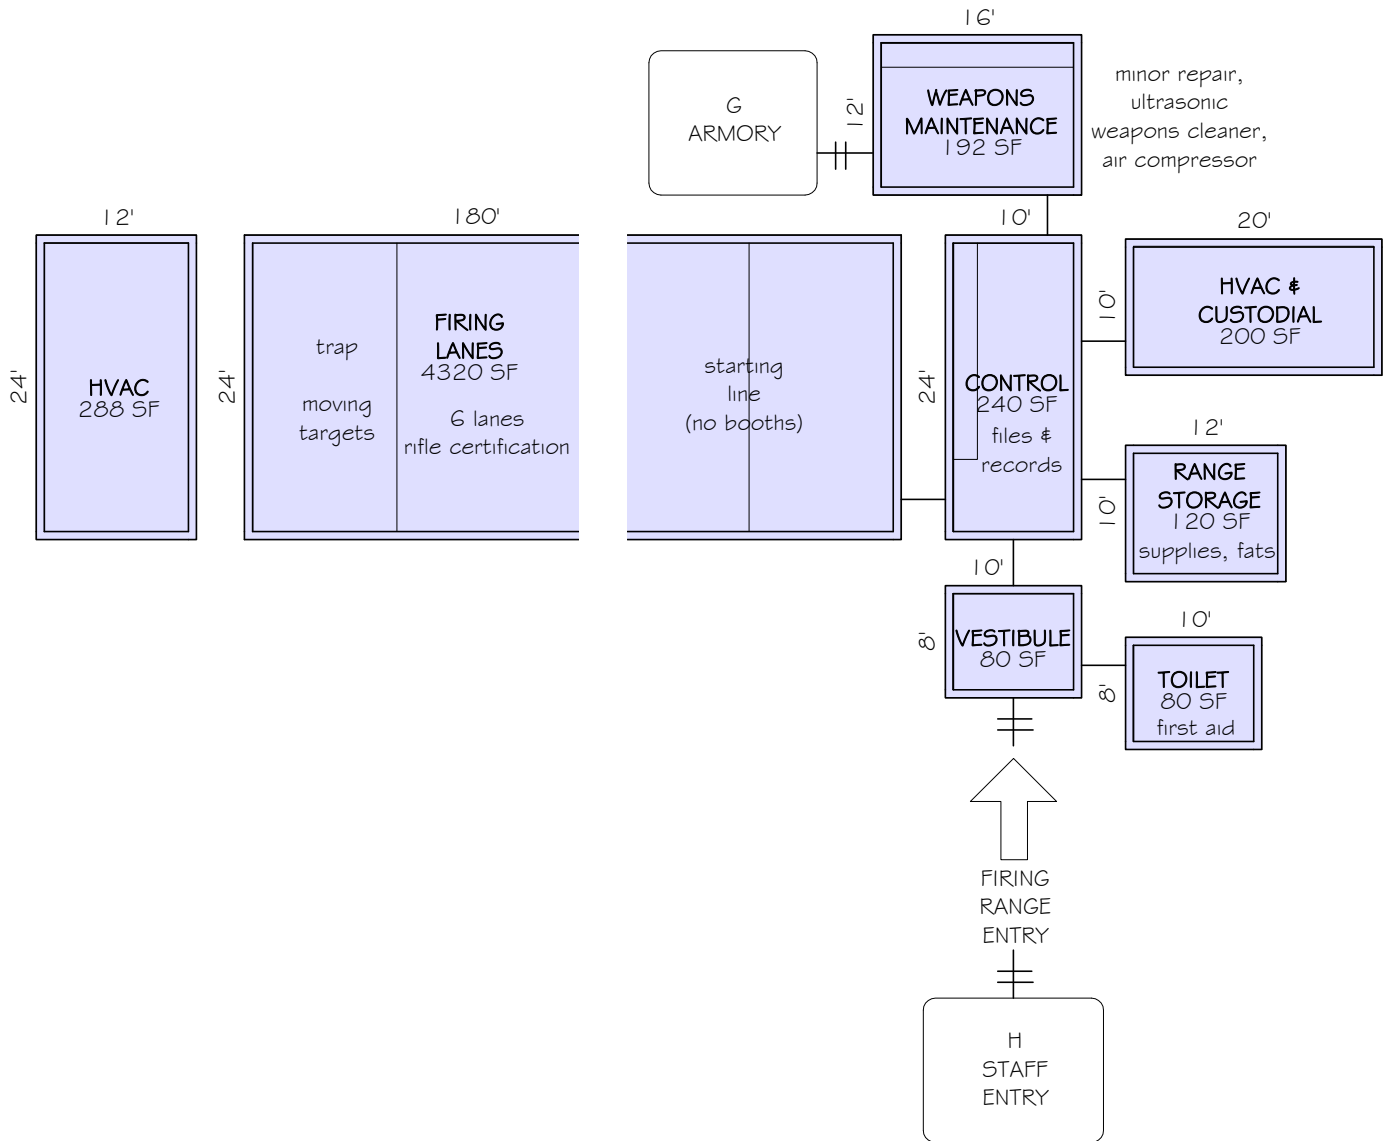 16'
G
ARMORY
12'
WEAPONS
MAINTENANCE
192 SF
minor repair,
ultrasonic
weapons cleaner,
air compressor
12'
24'
HVAC
288 SF
180'
24'
trap
moving
targets
FIRING
LANES
4320 SF
6 lanes
rifle certification
starting
line
(no booths)
10'
24'
CONTROL
240 SF
files &
records
20'
10'
HVAC &
CUSTODIAL
200 SF
12'
10'
RANGE
STORAGE
120 SF
supplies, fats
10'
8'
VESTIBULE
80 SF
10'
8'
TOILET
80 SF
first aid
FIRING
RANGE
ENTRY
H
STAFF
ENTRY